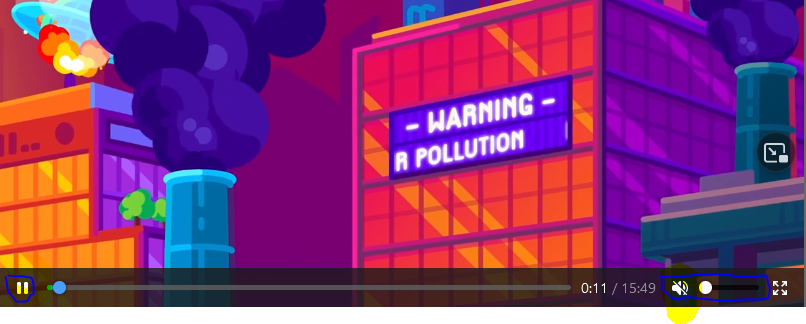 - WARNING -
R POLLUTION
0:11 / 15:49